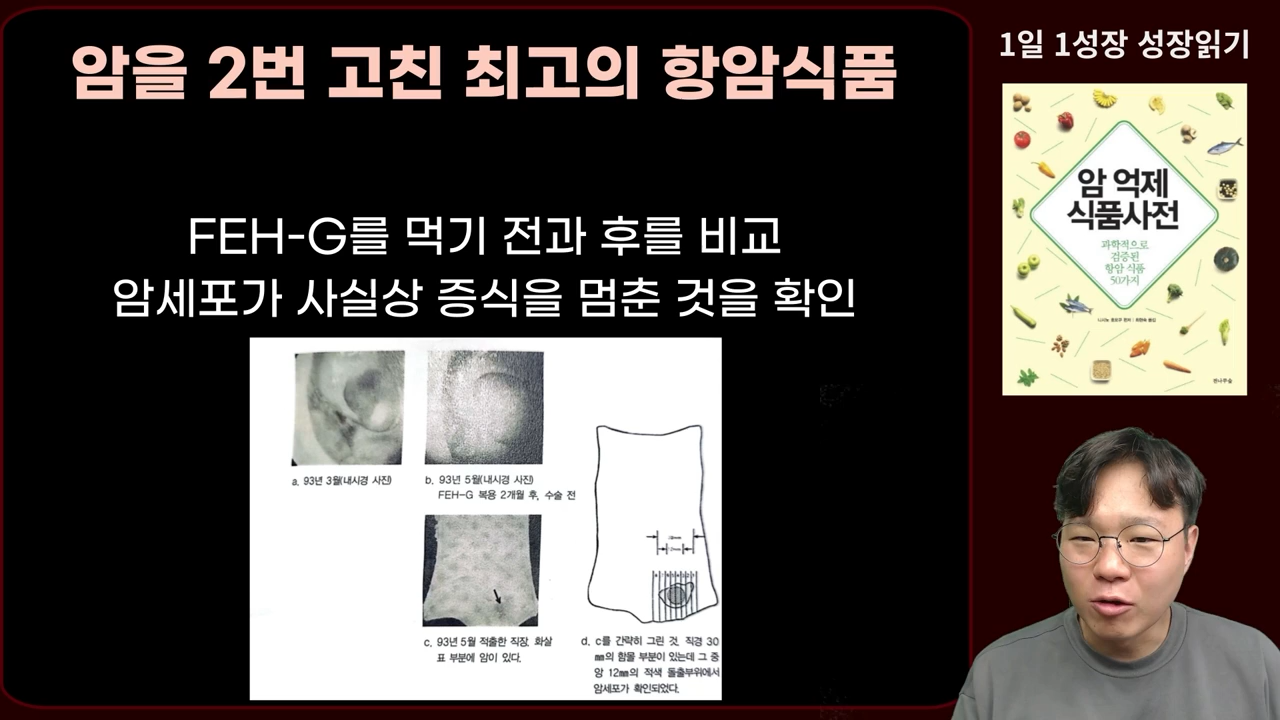 암을 2번 고친 최고의 항암식품
1일 1성장 성장읽기
FEH-G를 먹기 전과 후를 비교
암세포가 사실상 증식을 멈춘 것을 확인
a. 93년 3월(내시경 사진)
b. 93년 5월(내시경 사진)
FEH-G 복용 2개월 후, 수술 전
c. 93년 5월 적출한 직장. 화살
표 부분에 암이 있다.
d. c를 간략히 그린 것. 직경 30
㎜의 함몰 부분이 있는데 그 중
앙 12㎜의 적색 돌출부위에서
암세포가 확인되었다.
암 억제
식품사전
과학적으로
검증된
항암 식품
50가지
전나무숲